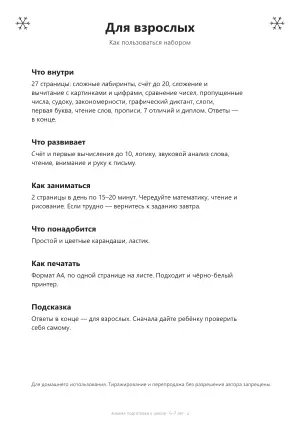 Для взрослых
Как пользоваться набором
Что внутри
27 страницы: сложные лабиринты, счёт до 20, сложение и
вычитание с картинками и цифрами, сравнение чисел, пропущенные
числа, судоку, закономерности, графический диктант, слоги,
первая буква, чтение слов, прописи, 7 отличий и диплом. Ответы —
в конце.
Что развивает
Счёт и первые вычисления до 10, логику, звуковой анализ слова,
чтение, внимание и руку к письму.
Как заниматься
2 страницы в день по 15–20 минут. Чередуйте математику, чтение и
рисование. Если трудно — вернитесь к заданию завтра.
Что понадобится
Простой и цветные карандаши, ластик.
Как печатать
Формат А4, по одной странице на листе. Подходит и чёрно-белый
принтер.
Подсказка
Ответы в конце — для взрослых. Сначала дайте ребёнку проверить
себя самому.
Для домашнего использования. Тиражирование и перепродажа без разрешения автора запрещены.